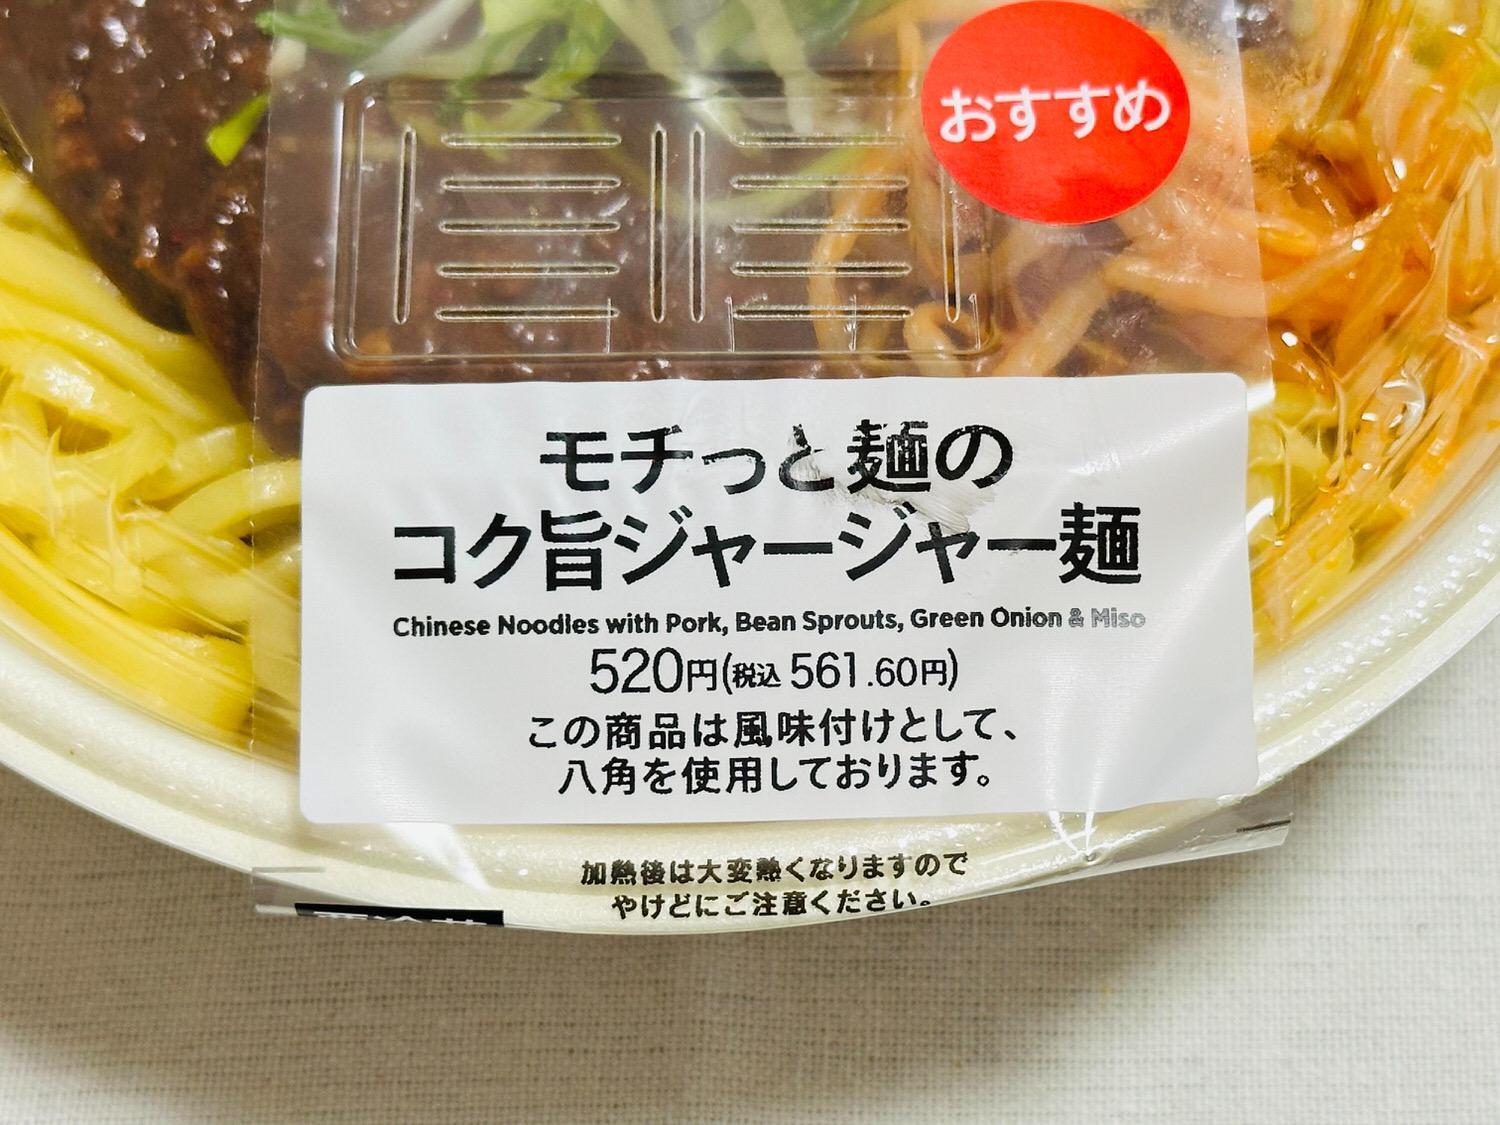 おすすめ
モチっと麺の
コク旨ジャージャー麺
Chinese Noodles with Pork, Bean Sprouts, Green Onion & Miso
520円(税込 561.60円)
この商品は風味付けとして、
八角を使用しております。
加熱後は大変熱くなりますので
やけどにご注意ください。